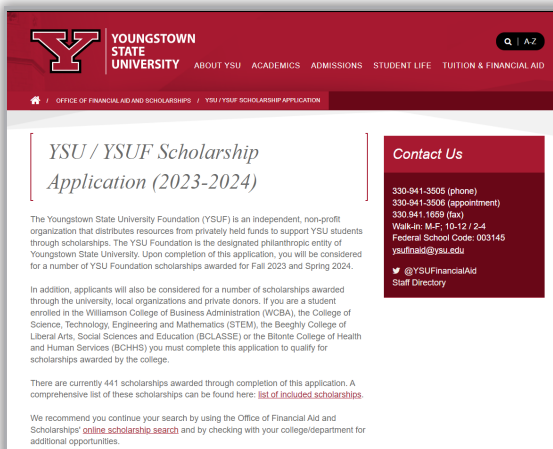 YOUNGSTOWN
STATE
UNIVERSITY
A-Z
ABOUT YSU ACADEMICS ADMISSIONS STUDENT LIFE TUITION & FINANCIAL AID
/ OFFICE OF FINANCIAL AID AND SCHOLARSHIPS / YSU / YSUF SCHOLARSHIP APPLICATION
YSU / YSUF Scholarship
Application (2023-2024)
The Youngstown State University Foundation (YSUF) is an independent, non-profit
organization that distributes resources from privately held funds to support YSU students
through scholarships. The YSU Foundation is the designated philanthropic entity of
Youngstown State University. Upon completion of this application, you will be considered
for a number of YSU Foundation scholarships awarded for Fall 2023 and Spring 2024.
In addition, applicants will also be considered for a number of scholarships awarded
through the university, local organizations and private donors. If you are a student
enrolled in the Williamson College of Business Administration (WCBA), the College of
Science, Technology, Engineering and Mathematics (STEM), the Beeghly College of
Liberal Arts, Social Sciences and Education (BCLASSE) or the Bitonte College of Health
and Human Services (BCHHS) you must complete this application to qualify for
scholarships awarded by the college.
There are currently 441 scholarships awarded through completion of this application. A
comprehensive list of these scholarships can be found here: list of included scholarships.
We recommend you continue your search by using the Office of Financial Aid and
Scholarships' online scholarship search and by checking with your college/department for
additional opportunities.
Contact Us
330-941-3505 (phone)
330-941-3506 (appointment)
330.941.1659 (fax)
Walk-in: M-F; 10-12 / 2-4
Federal School Code: 003145
ysufinaid@ysu.edu
@YSUFinancialAid
Staff Directory